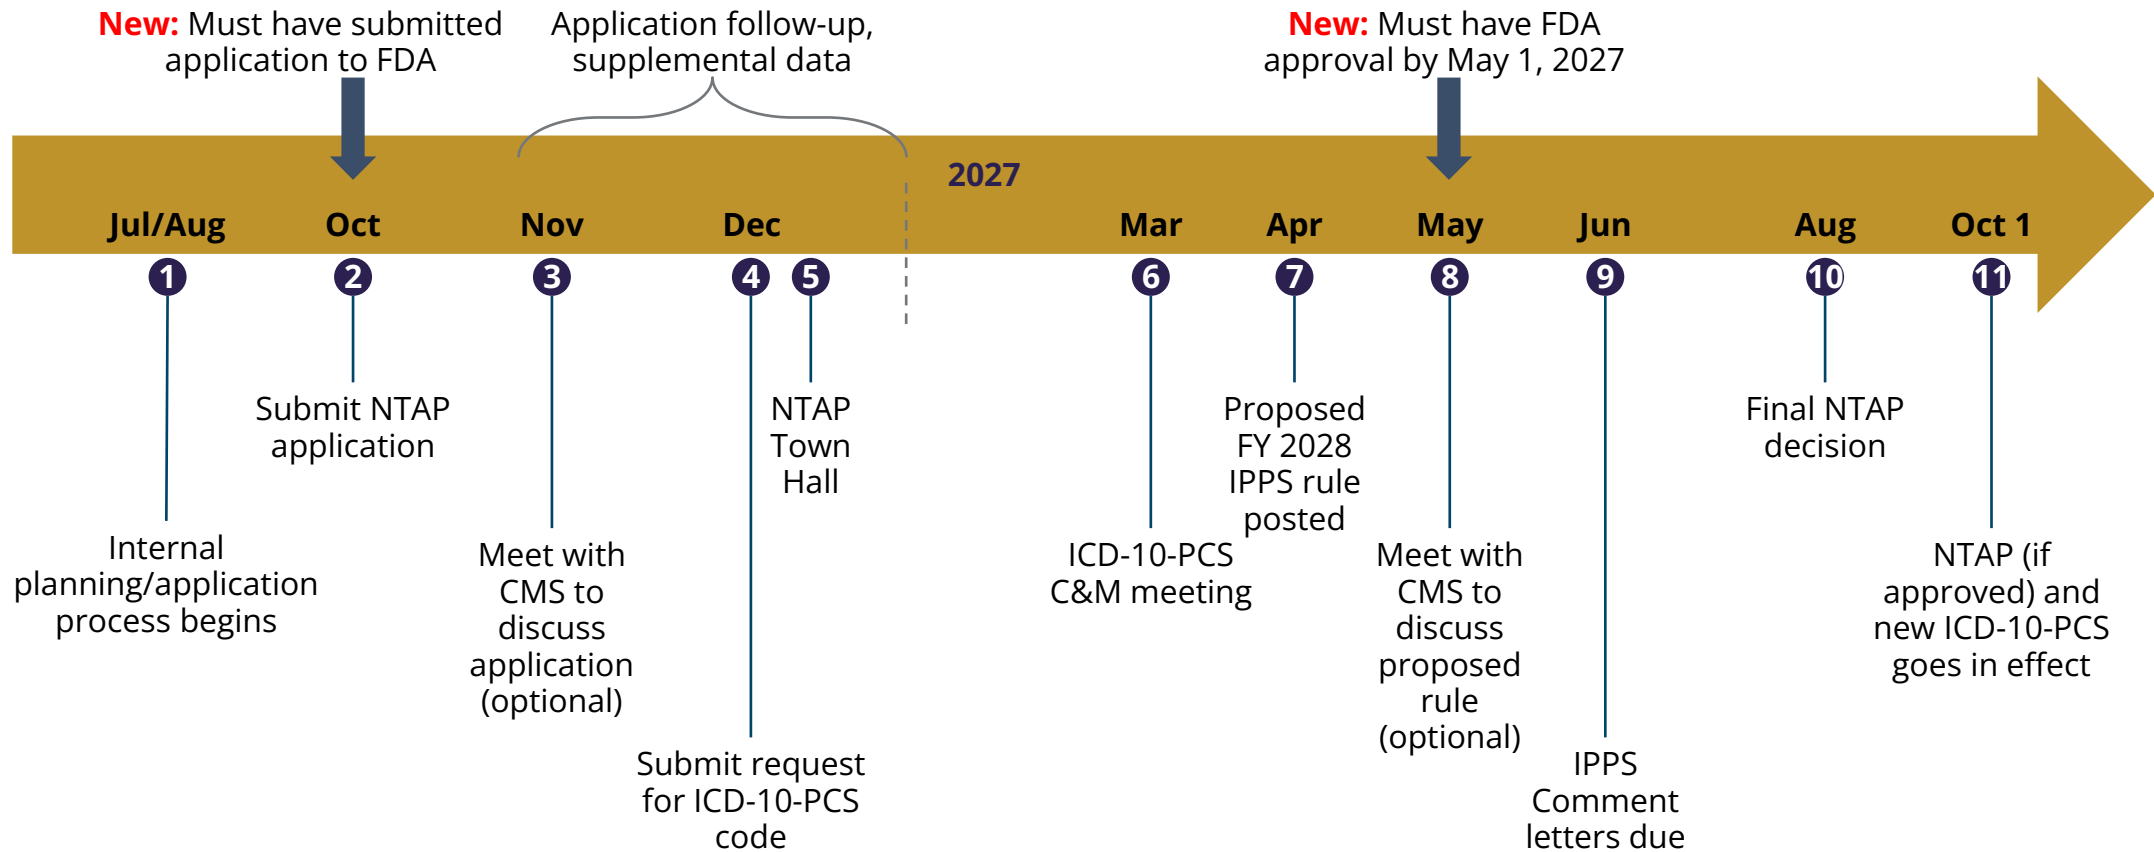 New: Must have submitted
application to FDA
Application follow-up,
supplemental data
New: Must have FDA
approval by May 1, 2027
2027
Jul/Aug
Oct
Nov
Dec
Mar
Apr
May
Jun
Aug
Oct 1
1
2
3
4
5
6
7
8
9
10
11
Internal
planning/application
process begins
Submit NTAP
application
Meet with
CMS to
discuss
application
(optional)
Submit request
for ICD-10-PCS
code
NTAP
Town
Hall
ICD-10-PCS
C&M meeting
Proposed
FY 2028
IPPS rule
posted
Meet with
CMS to
discuss
proposed
rule
(optional)
IPPS
Comment
letters due
Final NTAP
decision
NTAP (if
approved) and
new ICD-10-PCS
goes in effect